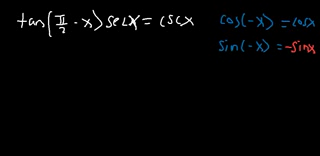 tan(π/2 - x) secx = cscx
cos(-x) = cosx
sin(-x) = -sinx